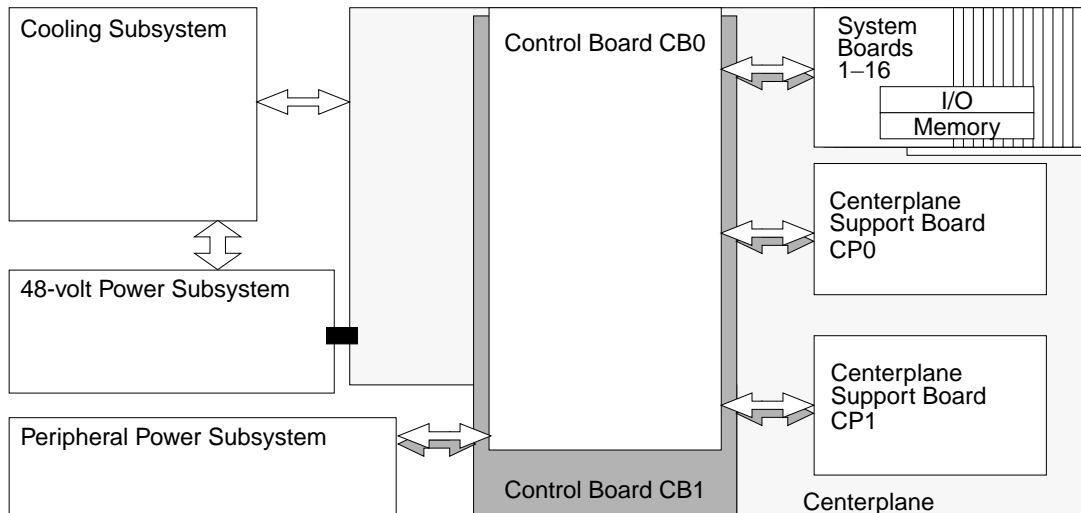 Cooling Subsystem
48-volt Power Subsystem
Peripheral Power Subsystem
Control Board CB0
Control Board CB1
System
Boards
1–16
I/O
Memory
Centerplane
Support Board
CP0
Centerplane
Support Board
CP1
Centerplane